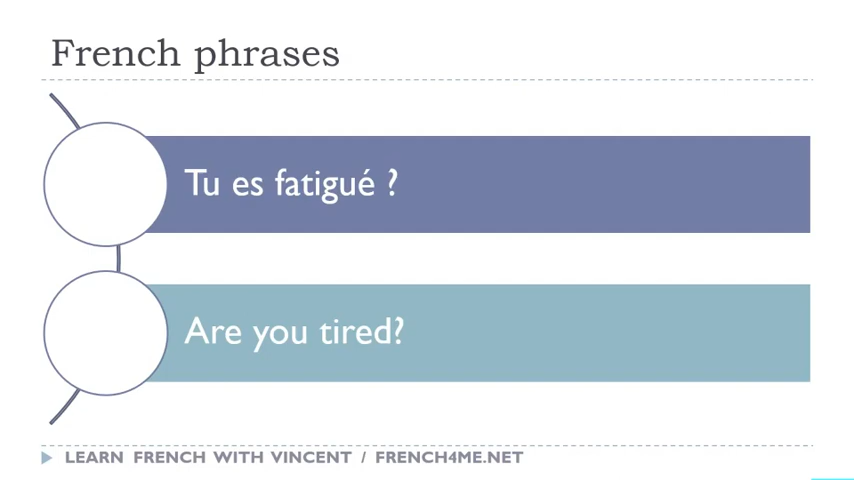 French phrases
Tu es fatigué ?
Are you tired?
LEARN FRENCH WITH VINCENT / FRENCH4ME.NET